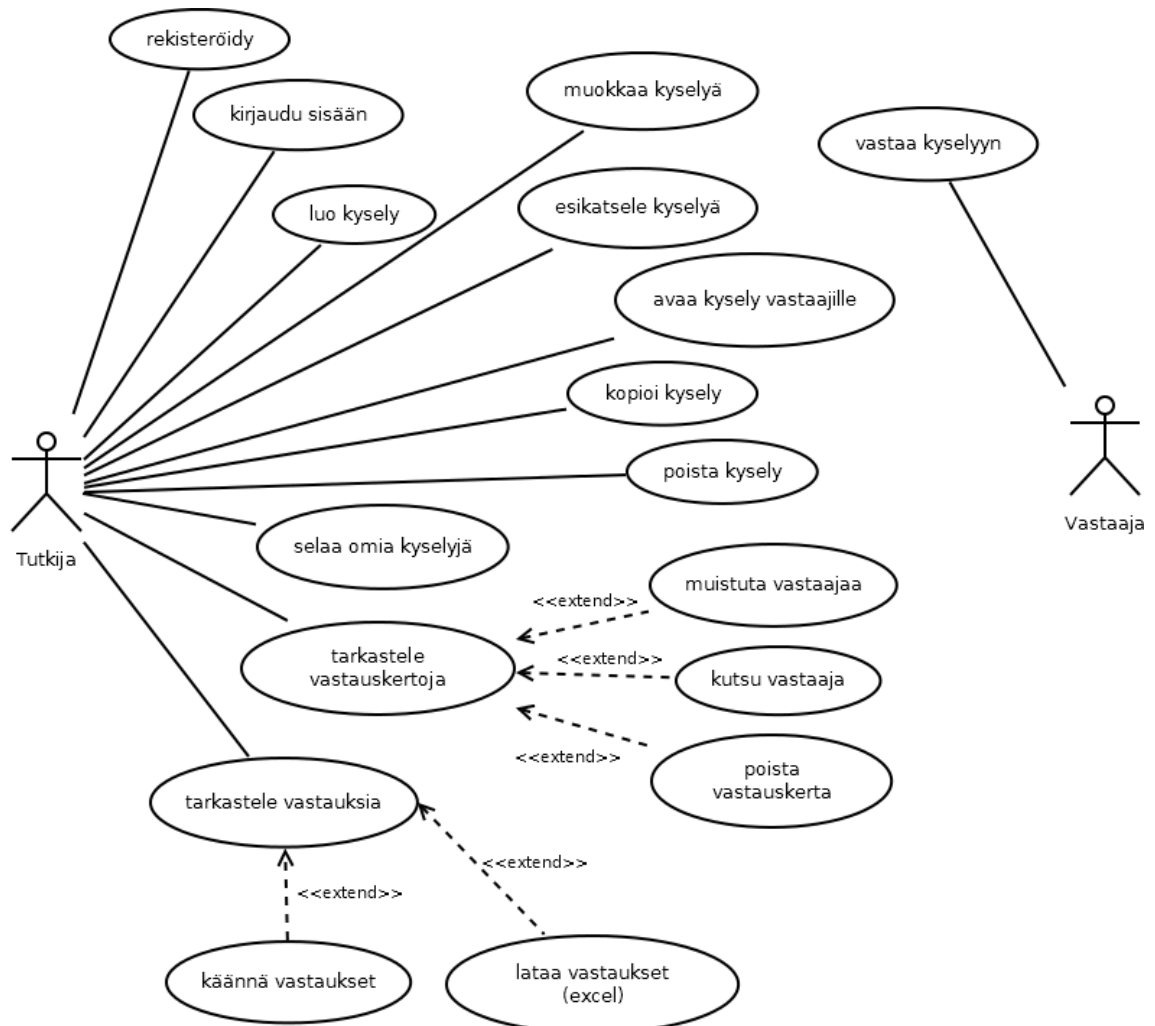 rekisteröidy
kirjaudu sisään
muokkaa kyselyä
vastaa kyselyyn
luo kysely
esikatsele kyselyä
avaa kysely vastaajille
kopioi kysely
poista kysely
Tutkija
Vastaaja
selaa omia kyselyjä
muistuta vastaajaa
<<extend>>
tarkastele
vastauskertoja
<<extend>>
kutsu vastaaja
<<extend>>
poista
vastauskerta
tarkastele vastauksia
<<extend>>
<<extend>>
käännä vastaukset
lataa vastaukset
(excel)